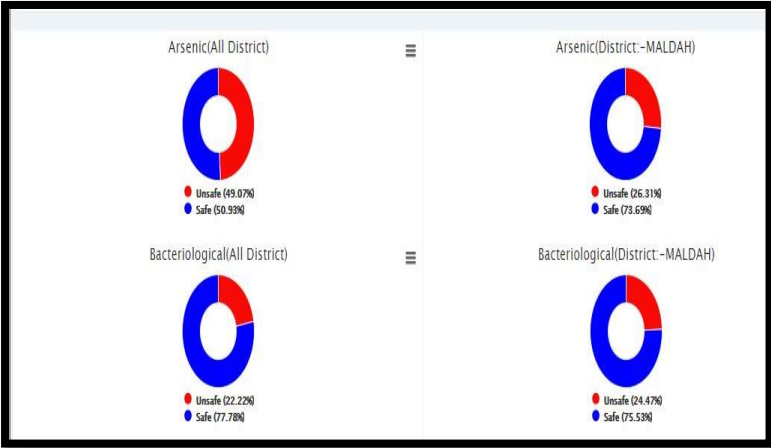 Arsenic(All District)
Unsafe (49.07%)
Safe (50.93%)
Arsenic(District:-MALDAH)
Unsafe (26.31%)
Safe (73.69%)
Bacteriological(All District)
Unsafe (22.22%)
Safe (77.78%)
Bacteriological(District:-MALDAH)
Unsafe (24.47%)
Safe (75.53%)